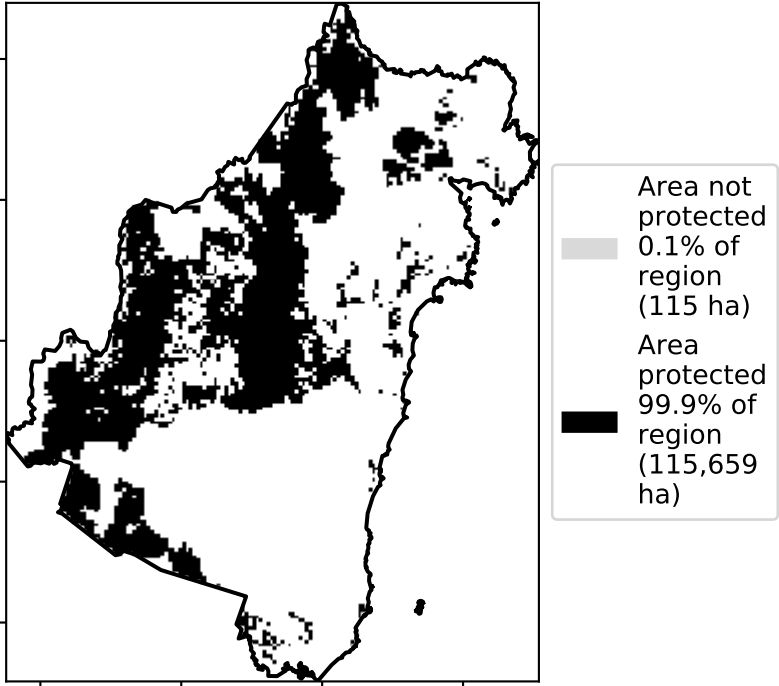 Area not
protected
0.1% of
region
(115 ha)
Area
protected
99.9% of
region
(115,659
ha)